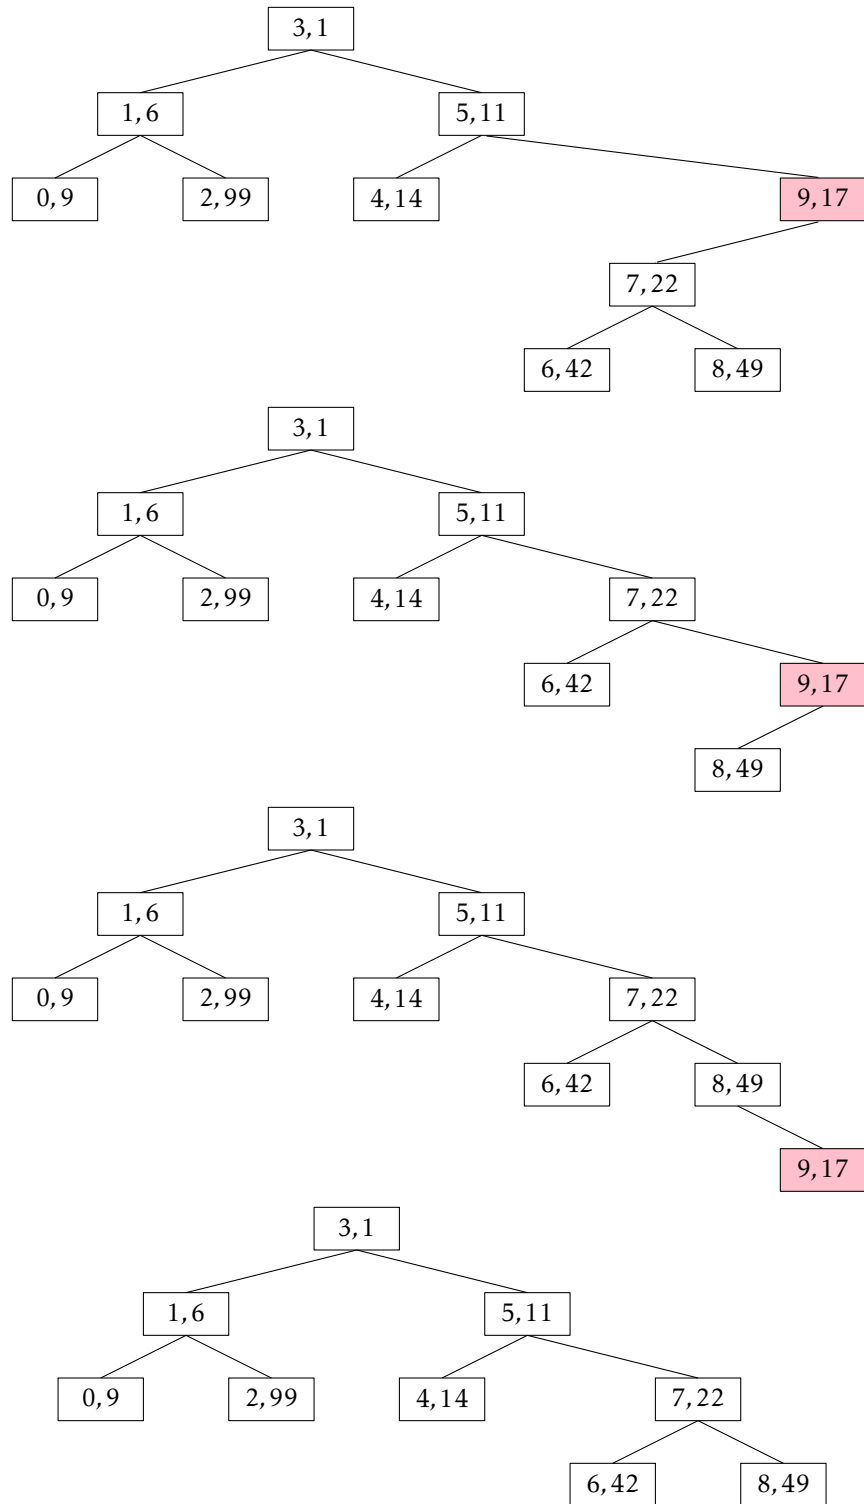 3, 1
1, 6 5, 11
0, 9 2, 99 4, 14 9, 17
7, 22
6, 42 8, 49
3, 1
1, 6 5, 11
0, 9 2, 99 4, 14 7, 22
6, 42 9, 17
8, 49
3, 1
1, 6 5, 11
0, 9 2, 99 4, 14 7, 22
6, 42 8, 49
9, 17
3, 1
1, 6 5, 11
0, 9 2, 99 4, 14 7, 22
6, 42 8, 49